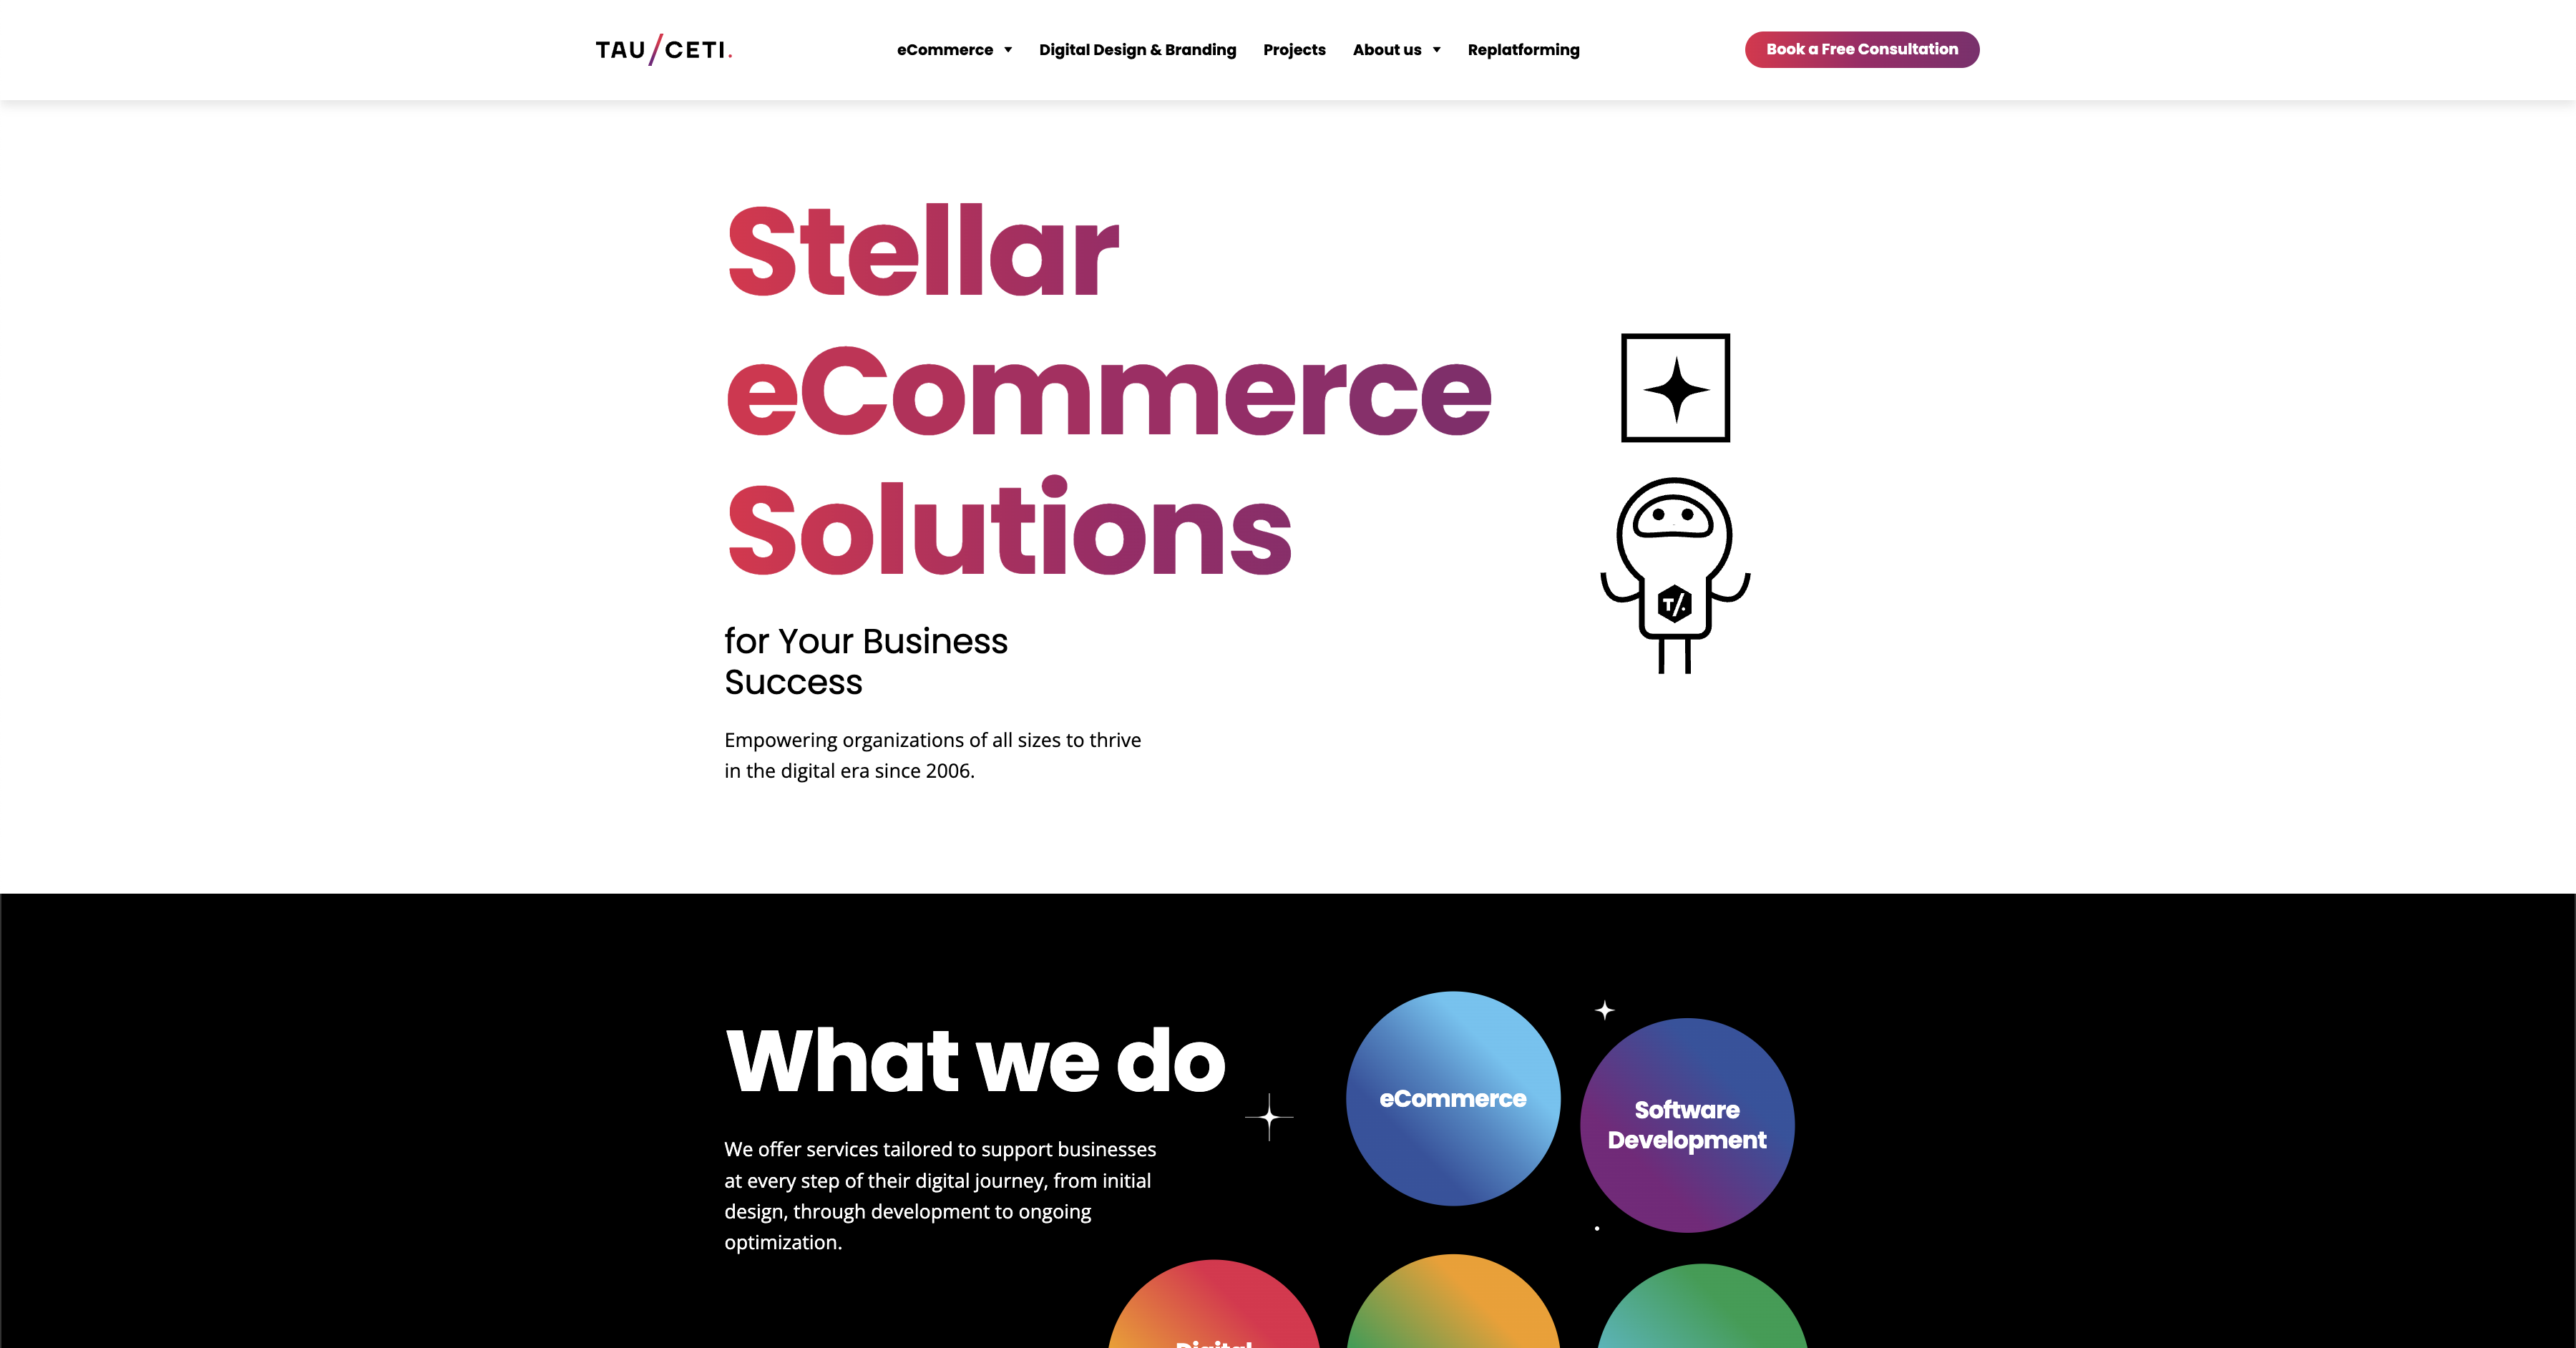 TAU/CETI.
eCommerce
Digital Design & Branding
Projects
About us
Replatforming
Book a Free Consultation
Stellar
eCommerce
Solutions
for Your Business
Success
Empowering organizations of all sizes to thrive
in the digital era since 2006.
T/.
What we do
We offer services tailored to support businesses
at every step of their digital journey, from initial
design, through development to ongoing
optimization.
eCommerce
Software
Development
Digital